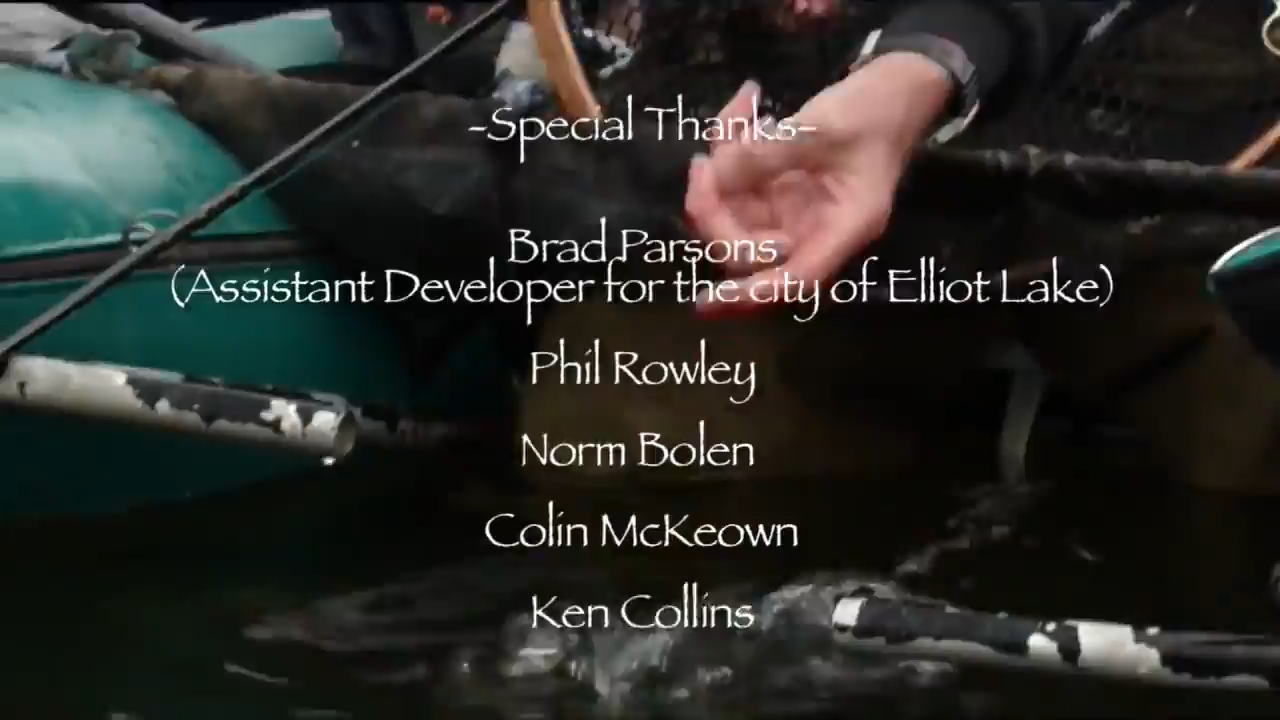 -Special Thanks-
Brad Parsons
(Assistant Developer for the city of Elliot Lake)
Phil Rowley
Norm Bolen
Colin McKeown
Ken Collins